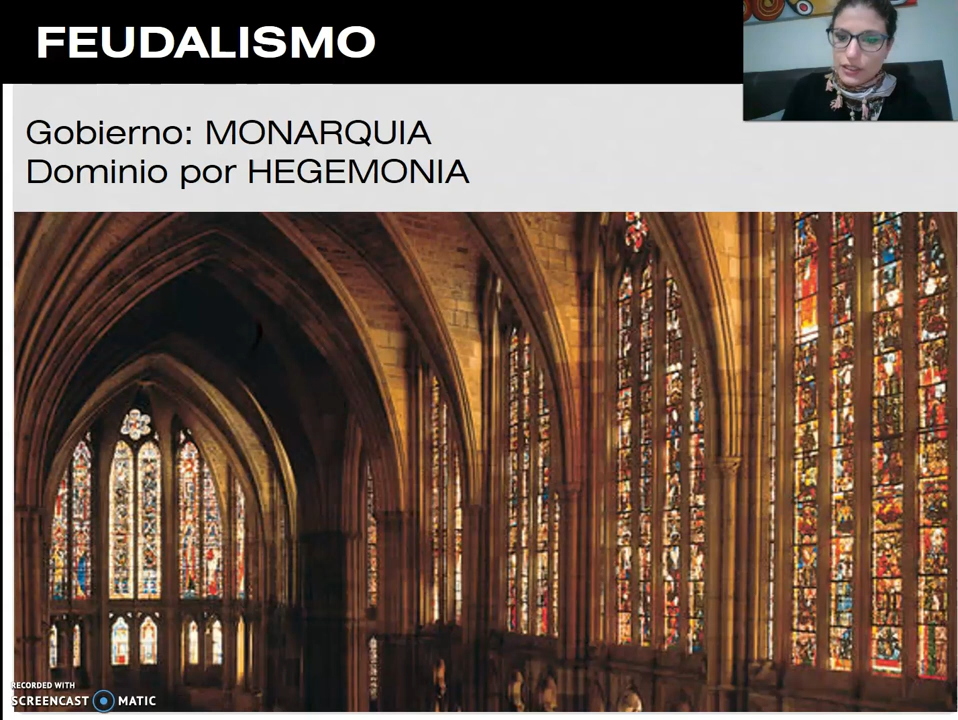 FEUDALISMO
Gobierno: MONARQUIA
Dominio por HEGEMONIA
RECORDED WITH
SCREENCAST MATIC